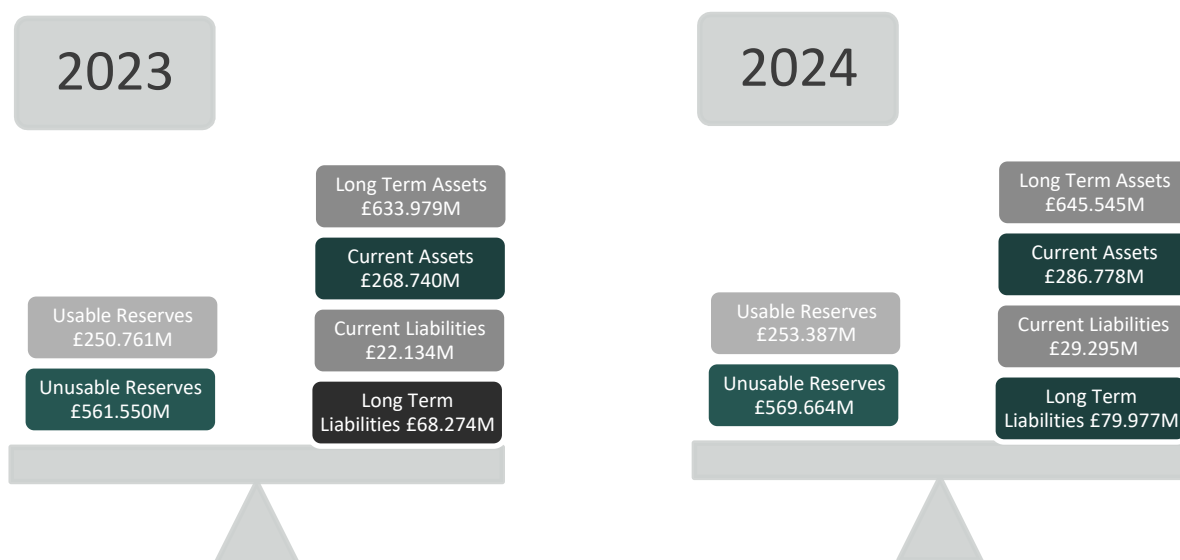 2023
Long Term Assets
£633.979M
Current Assets
£268.740M
Usable Reserves
£250.761M
Current Liabilities
£22.134M
Unusable Reserves
£561.550M
Long Term
Liabilities £68.274M
2024
Long Term Assets
£645.545M
Current Assets
£286.778M
Usable Reserves
£253.387M
Current Liabilities
£29.295M
Unusable Reserves
£569.664M
Long Term
Liabilities £79.977M